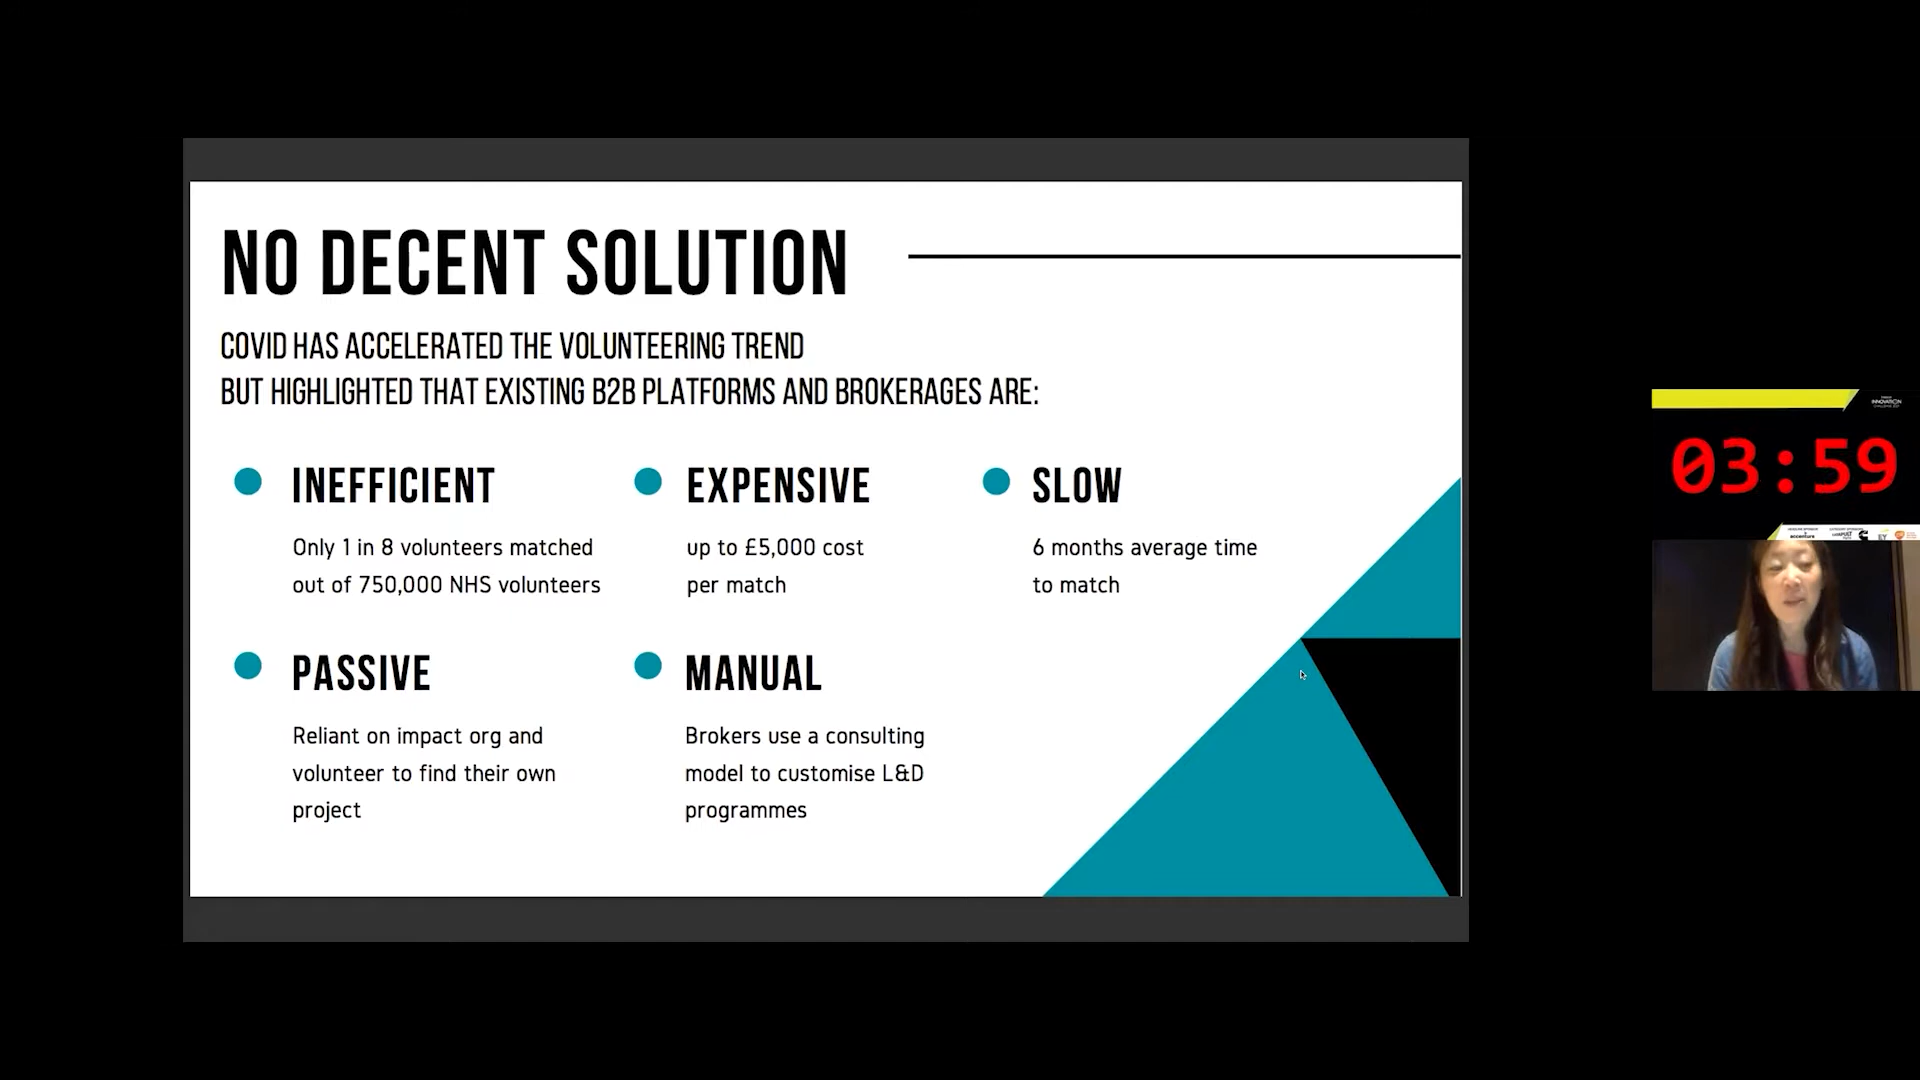 NO DECENT SOLUTION
COVID HAS ACCELERATED THE VOLUNTEERING TREND
BUT HIGHLIGHTED THAT EXISTING B2B PLATFORMS AND BROKERAGES ARE:
INEFFICIENT
Only 1 in 8 volunteers matched
out of 750,000 NHS volunteers
EXPENSIVE
up to £5,000 cost
per match
SLOW
6 months average time
to match
PASSIVE
Reliant on impact org and
volunteer to find their own
project
MANUAL
Brokers use a consulting
model to customise L&D
programmes
INNOVATION
03:59
accenture
EY